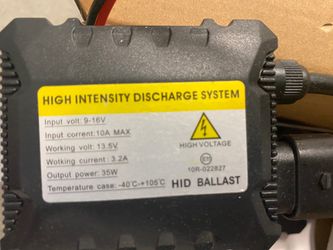 HIGH INTENSITY DISCHARGE SYSTEM
Input volt: 9-16V
Input current:10A MAX
Working volt: 13.5V
Wotking current: 3.2A
Output power: 35W
Temperature case: -40℃-+105℃
HIGH VOLTAGE
10R-022827
HID BALLAST